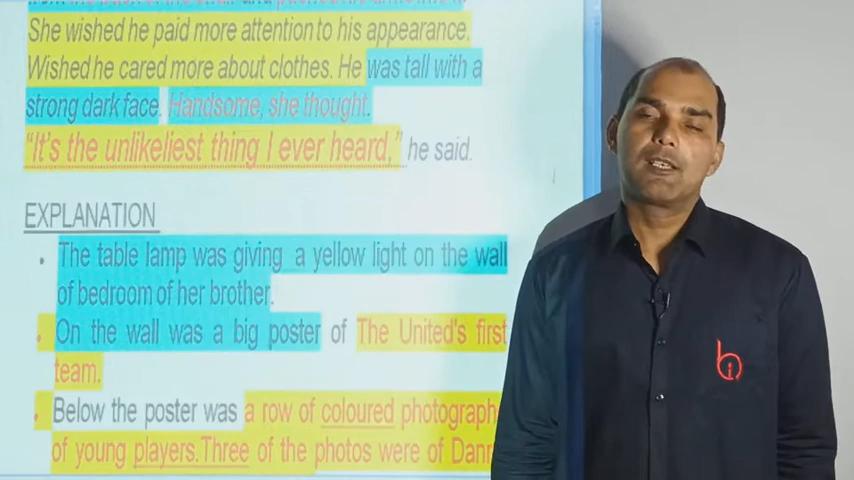 She wished he paid more attention to his appearance.
Wished he cared more about clothes. He was tall with a
strong dark face. Handsome, she thought.
"It's the unlikeliest thing I ever heard," he said.
EXPLANATION
• The table lamp was giving a yellow light on the wall
of bedroom of her brother.
• On the wall was a big poster of The United's first
team.
• Below the poster was a row of coloured photograph
of young players.Three of the photos were of